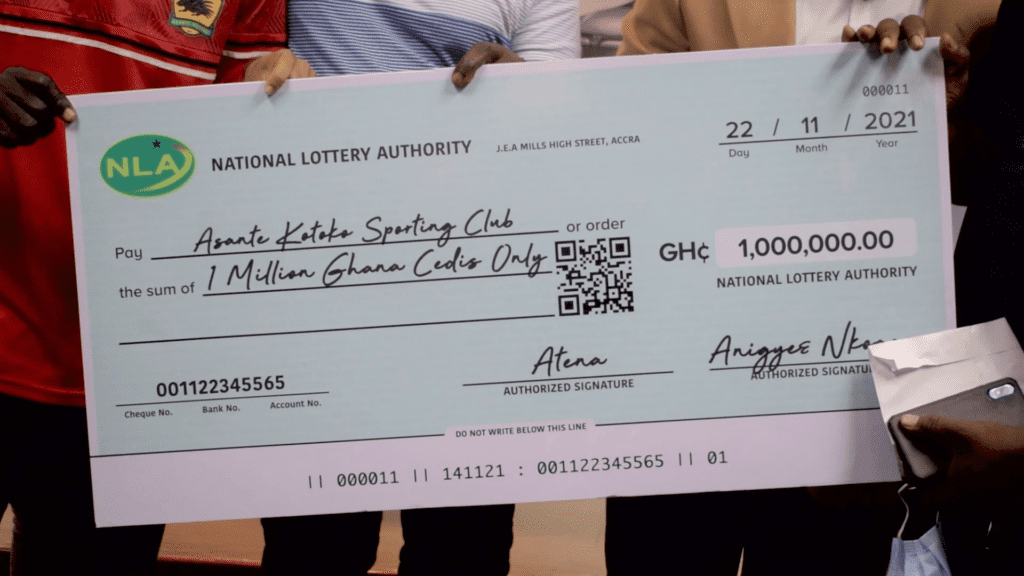 000011
22 / 11 / 2021
Day Month Year
NLA NATIONAL LOTTERY AUTHORITY J.E.A MILLS HIGH STREET, ACCRA
Pay Asante Kotoko Sporting Club or order
the sum of 1 Million Ghana Cedis Only
GH¢ 1,000,000.00
NATIONAL LOTTERY AUTHORITY
Atena
AUTHORIZED SIGNATURE
Anigyeɛ
AUTHORIZED
001122345565
Cheque No. Bank No. Account No.
DO NOT WRITE BELOW THIS LINE
|| 000011 || 141121 : 001122345565 || 01